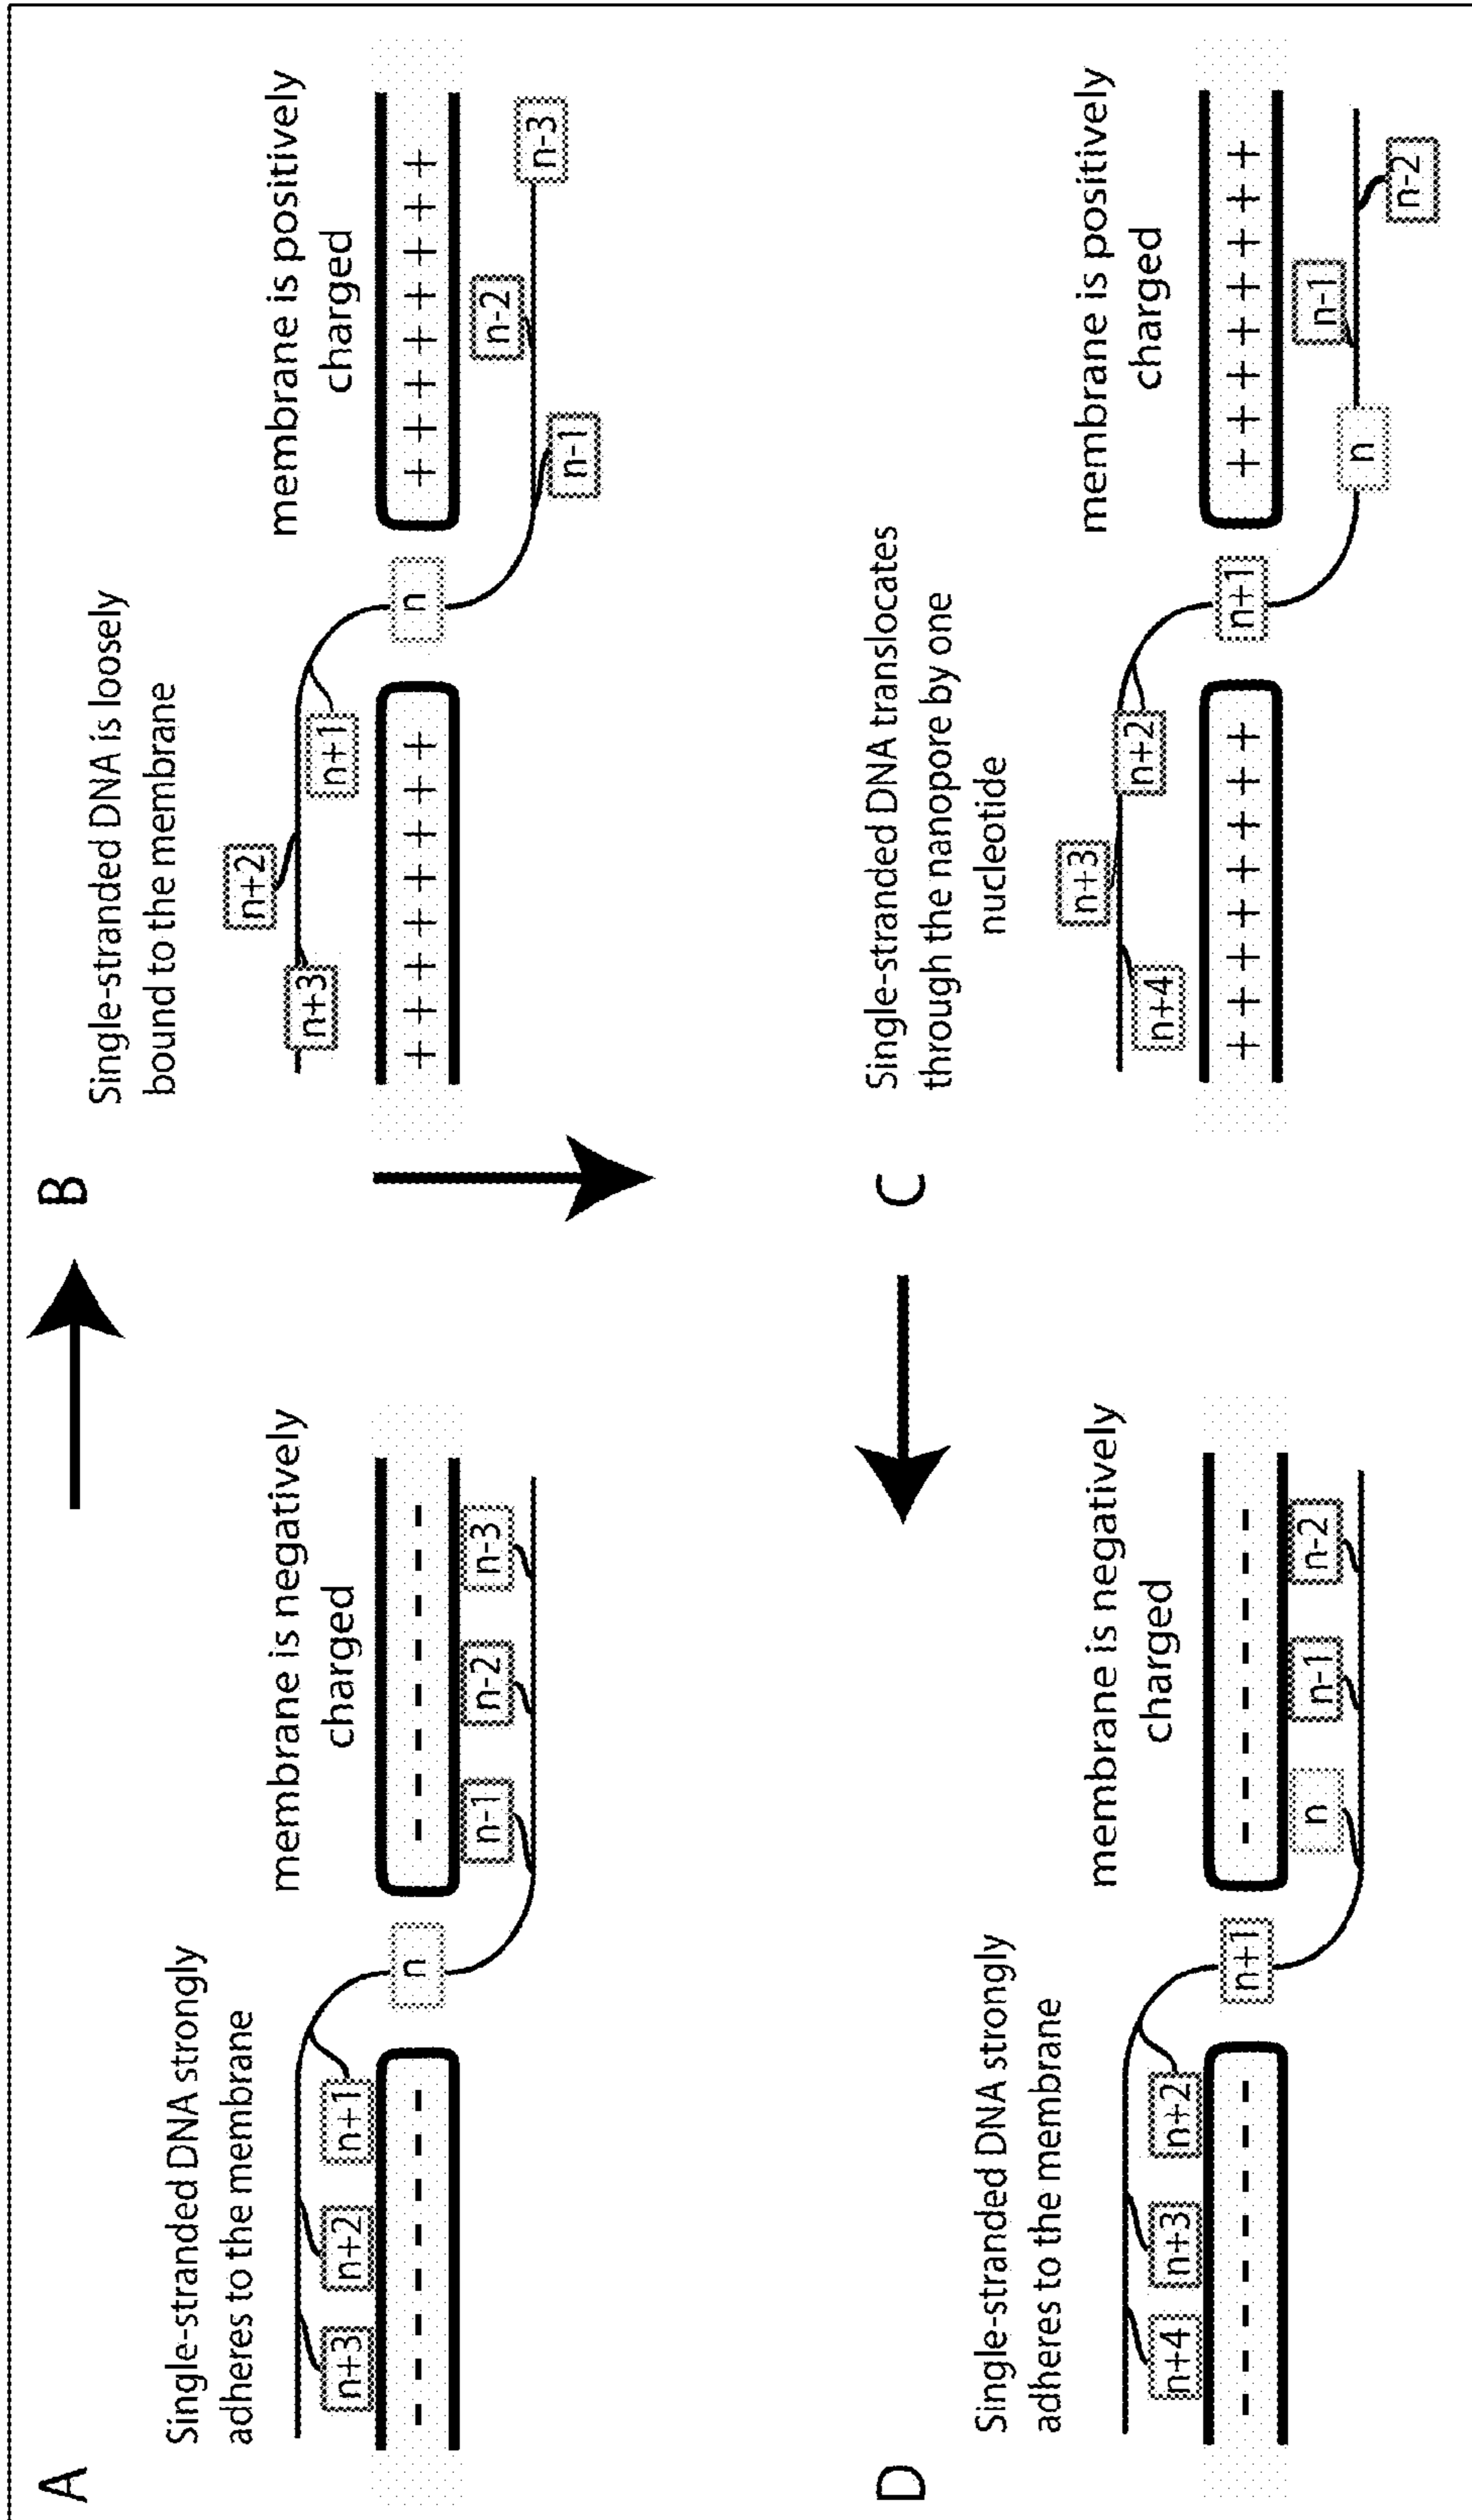 A
Single-stranded DNA strongly
adheres to the membrane
membrane is negatively
charged
n+3
n+2
n+1
n
n-1
n-2
n-3
- - - - - - - -
- - - - - - - -
B
Single-stranded DNA is loosely
bound to the membrane
membrane is positively
charged
n+3
n+2
n+1
n
n-1
n-2
n-3
+ + + + + + + +
+ + + + + + + +
C
Single-stranded DNA translocates
through the nanopore by one
nucleotide
membrane is positively
charged
n+4
n+3
n+2
n+1
n
n-1
n-2
+ + + + + + + +
+ + + + + + + +
D
Single-stranded DNA strongly
adheres to the membrane
membrane is negatively
charged
n+4
n+3
n+2
n+1
n
n-1
n-2
- - - - - - - -
- - - - - - - -